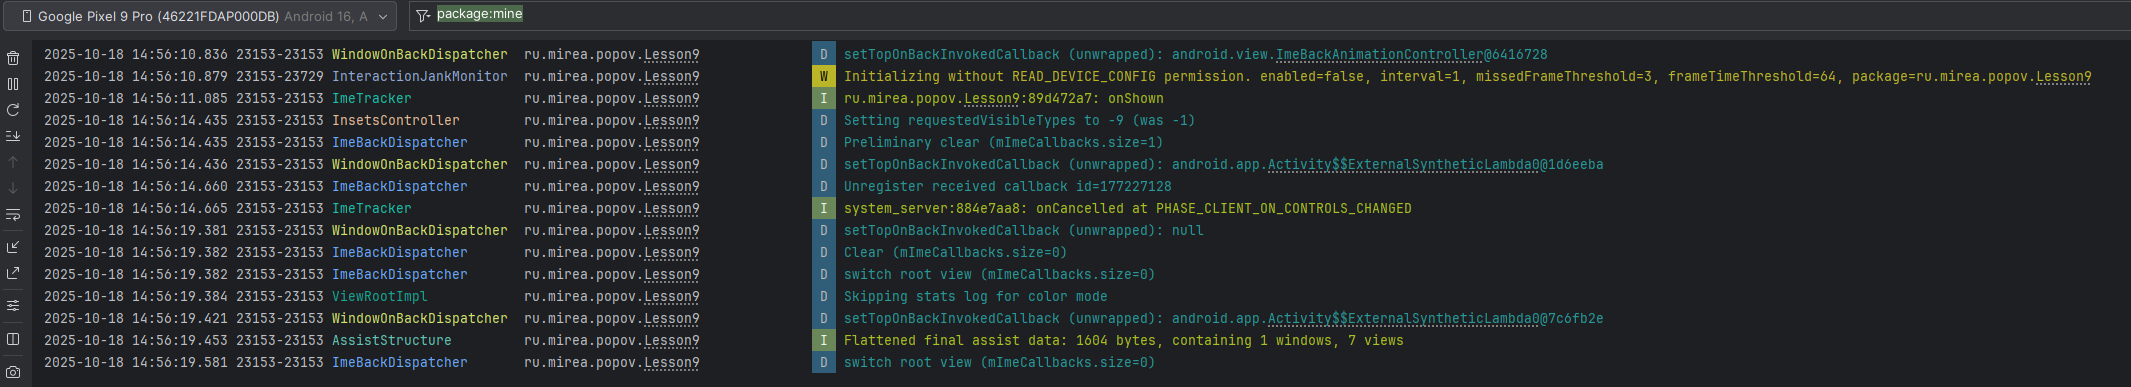 Google Pixel 9 Pro (46221FDAP000DB) Android 16, A
package:mine
2025-10-18 14:56:10.836 23153-23153 WindowOnBackDispatcher ru.mirea.popov.Lesson9 D setTopOnBackInvokedCallback (unwrapped): android.view.ImeBackAnimationController@6416728
2025-10-18 14:56:10.879 23153-23729 InteractionJankMonitor ru.mirea.popov.Lesson9 W Initializing without READ_DEVICE_CONFIG permission. enabled=false, interval=1, missedFrameThreshold=3, frameTimeThreshold=64, package=ru.mirea.popov.Lesson9
2025-10-18 14:56:11.085 23153-23153 ImeTracker ru.mirea.popov.Lesson9 I ru.mirea.popov.Lesson9:89d472a7: onShown
2025-10-18 14:56:14.435 23153-23153 InsetsController ru.mirea.popov.Lesson9 D Setting requestedVisibleTypes to -9 (was -1)
2025-10-18 14:56:14.435 23153-23153 ImeBackDispatcher ru.mirea.popov.Lesson9 D Preliminary clear (mImeCallbacks.size=1)
2025-10-18 14:56:14.436 23153-23153 WindowOnBackDispatcher ru.mirea.popov.Lesson9 D setTopOnBackInvokedCallback (unwrapped): android.app.Activity$$ExternalSyntheticLambda0@1d6eeba
2025-10-18 14:56:14.660 23153-23153 ImeBackDispatcher ru.mirea.popov.Lesson9 D Unregister received callback id=177227128
2025-10-18 14:56:14.665 23153-23153 ImeTracker ru.mirea.popov.Lesson9 I system_server:884e7aa8: onCancelled at PHASE_CLIENT_ON_CONTROLS_CHANGED
2025-10-18 14:56:19.381 23153-23153 WindowOnBackDispatcher ru.mirea.popov.Lesson9 D setTopOnBackInvokedCallback (unwrapped): null
2025-10-18 14:56:19.382 23153-23153 ImeBackDispatcher ru.mirea.popov.Lesson9 D Clear (mImeCallbacks.size=0)
2025-10-18 14:56:19.382 23153-23153 ImeBackDispatcher ru.mirea.popov.Lesson9 D switch root view (mImeCallbacks.size=0)
2025-10-18 14:56:19.384 23153-23153 ViewRootImpl ru.mirea.popov.Lesson9 D Skipping stats log for color mode
2025-10-18 14:56:19.421 23153-23153 WindowOnBackDispatcher ru.mirea.popov.Lesson9 D setTopOnBackInvokedCallback (unwrapped): android.app.Activity$$ExternalSyntheticLambda0@7c6fb2e
2025-10-18 14:56:19.453 23153-23153 AssistStructure ru.mirea.popov.Lesson9 I Flattened final assist data: 1604 bytes, containing 1 windows, 7 views
2025-10-18 14:56:19.581 23153-23153 ImeBackDispatcher ru.mirea.popov.Lesson9 D switch root view (mImeCallbacks.size=0)